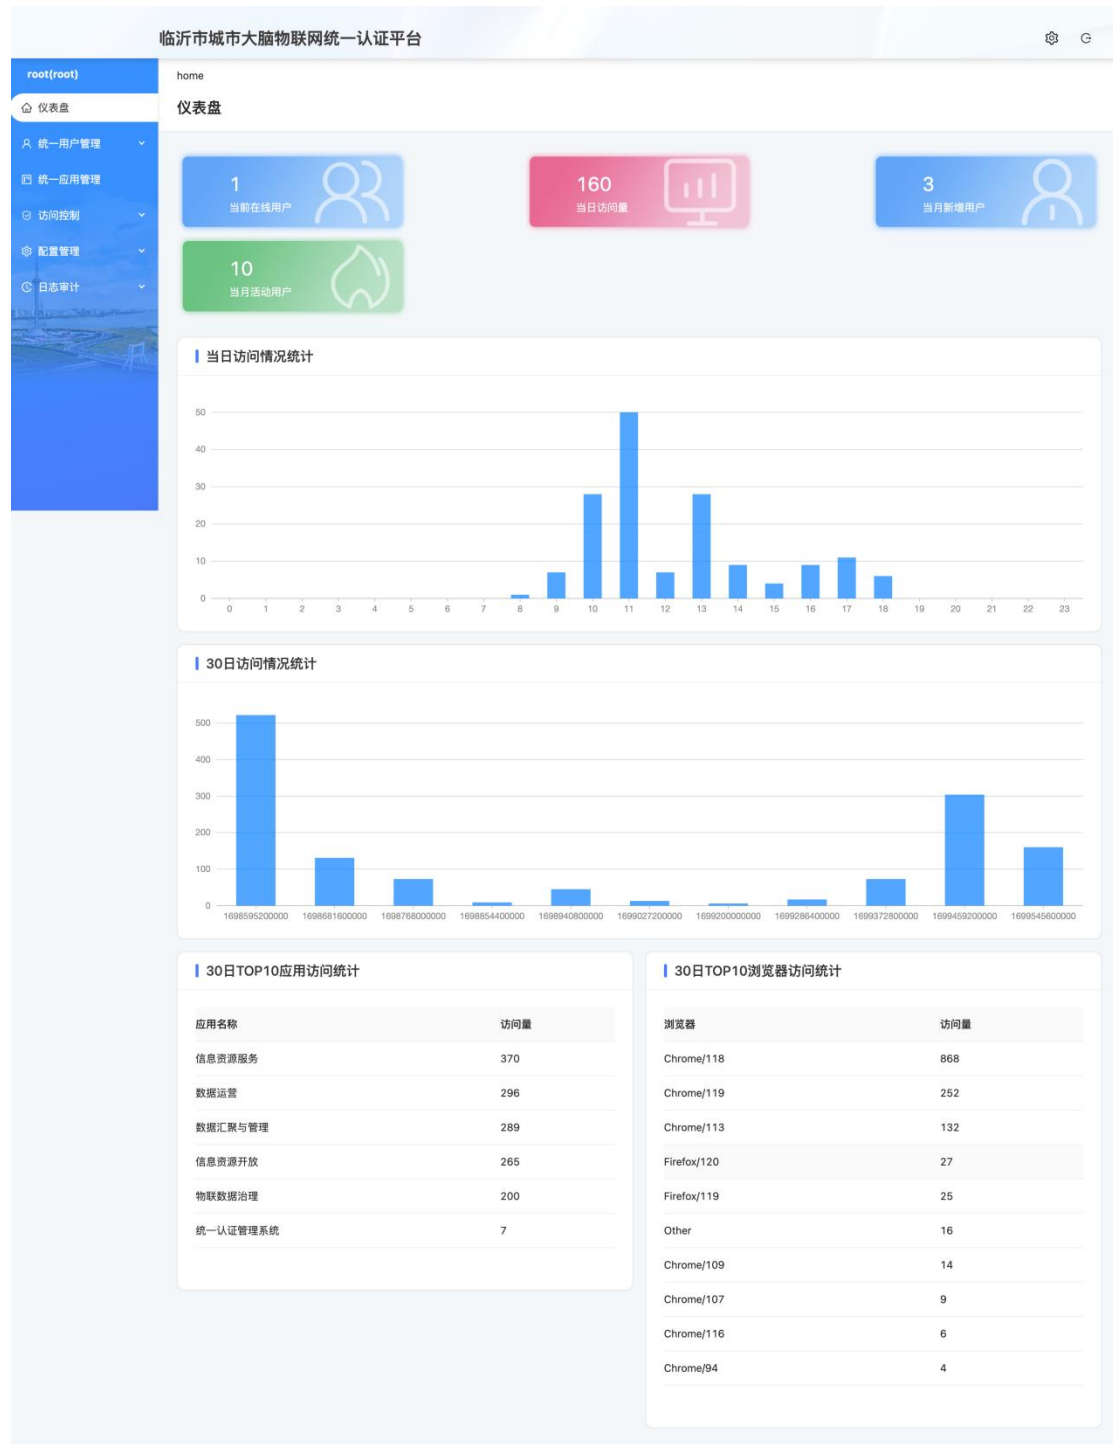 临沂市城市大脑物联网统一认证平台
root(root)
仪表盘
统一用户管理
统一应用管理
访问控制
配置管理
日志审计
home
仪表盘
1
当前在线用户
160
当日访问量
3
当月新增用户
10
当月活动用户
当日访问情况统计
50
40
30
20
10
0
0 1 2 3 4 5 6 7 8 9 10 11 12 13 14 15 16 17 18 19 20 21 22 23
30日访问情况统计
500
400
300
200
100
0
1698595200000 1698681600000 1698768000000 1698854400000 1698940800000 1699027200000 1699200000000 1699286400000 1699372800000 1699459200000 1699545600000
30日TOP10应用访问统计
应用名称 访问量
信息资源服务 370
数据运营 296
数据汇聚与管理 289
信息资源开放 265
物联数据治理 200
统一认证管理系统 7
30日TOP10浏览器访问统计
浏览器 访问量
Chrome/118 868
Chrome/119 252
Chrome/113 132
Firefox/120 27
Firefox/119 25
Other 16
Chrome/109 14
Chrome/107 9
Chrome/116 6
Chrome/94 4